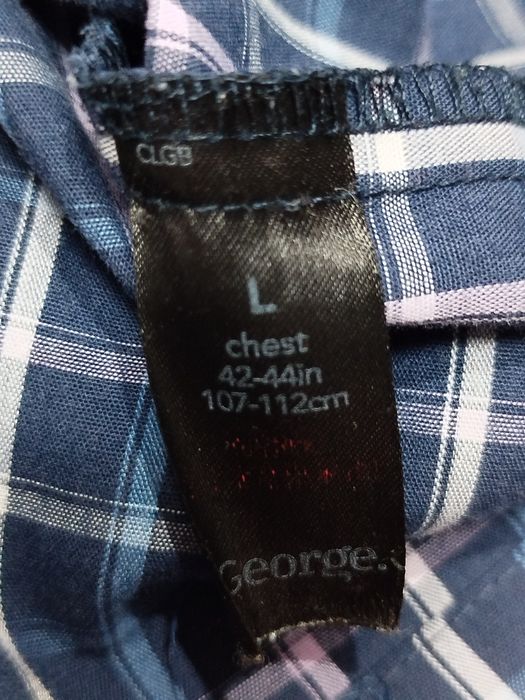 CLGB
L
chest
42-44in
107-112cm
George.